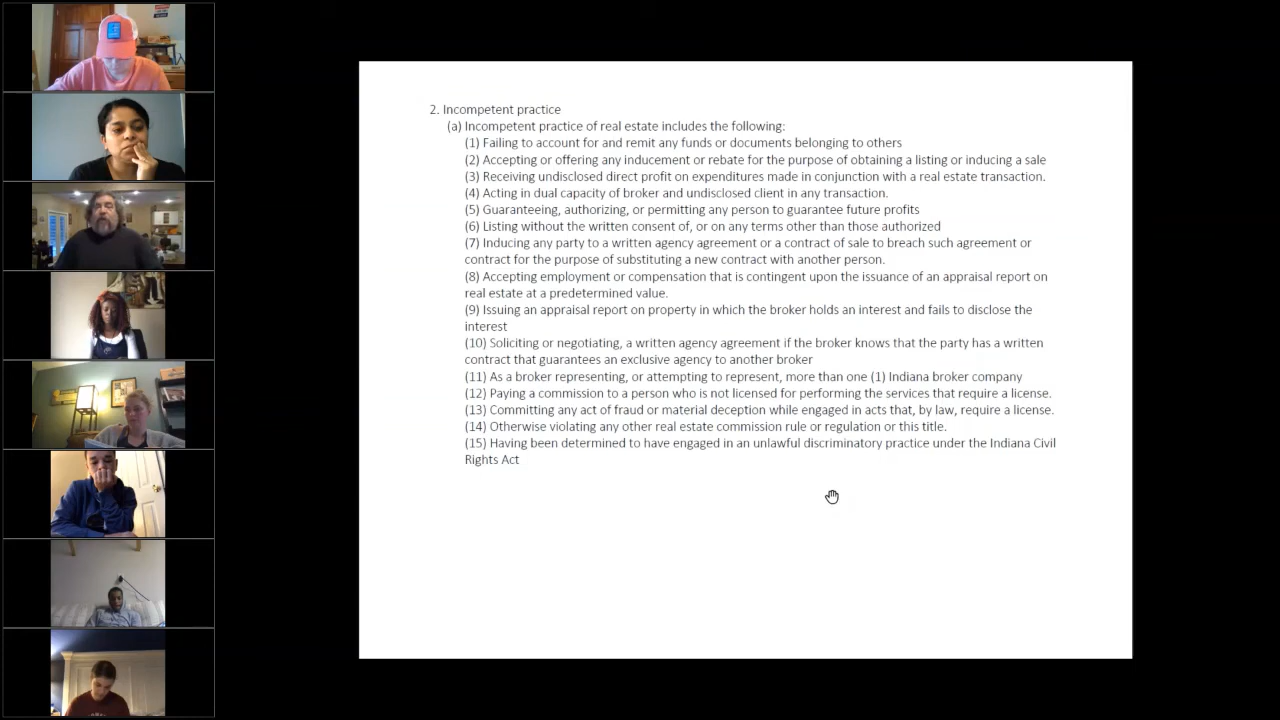 2. Incompetent practice
(a) Incompetent practice of real estate includes the following:
(1) Failing to account for and remit any funds or documents belonging to others
(2) Accepting or offering any inducement or rebate for the purpose of obtaining a listing or inducing a sale
(3) Receiving undisclosed direct profit on expenditures made in conjunction with a real estate transaction.
(4) Acting in dual capacity of broker and undisclosed client in any transaction.
(5) Guaranteeing, authorizing, or permitting any person to guarantee future profits
(6) Listing without the written consent of, or on any terms other than those authorized
(7) Inducing any party to a written agency agreement or a contract of sale to breach such agreement or
contract for the purpose of substituting a new contract with another person.
(8) Accepting employment or compensation that is contingent upon the issuance of an appraisal report on
real estate at a predetermined value.
(9) Issuing an appraisal report on property in which the broker holds an interest and fails to disclose the
interest
(10) Soliciting or negotiating, a written agency agreement if the broker knows that the party has a written
contract that guarantees an exclusive agency to another broker
(11) As a broker representing, or attempting to represent, more than one (1) Indiana broker company
(12) Paying a commission to a person who is not licensed for performing the services that require a license.
(13) Committing any act of fraud or material deception while engaged in acts that, by law, require a license.
(14) Otherwise violating any other real estate commission rule or regulation or this title.
(15) Having been determined to have engaged in an unlawful discriminatory practice under the Indiana Civil
Rights Act